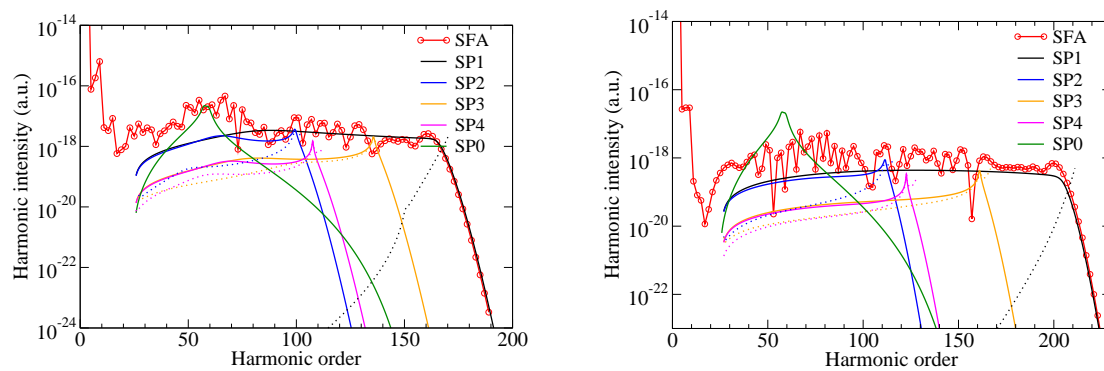 10^-14
10^-16
10^-18
10^-20
10^-22
10^-24
Harmonic intensity (a.u.)
SFA
SP1
SP2
SP3
SP4
SP0
0 50 100 150 200
Harmonic order
10^-14
10^-16
10^-18
10^-20
10^-22
Harmonic intensity (a.u.)
SFA
SP1
SP2
SP3
SP4
SP0
0 50 100 150 200
Harmonic order